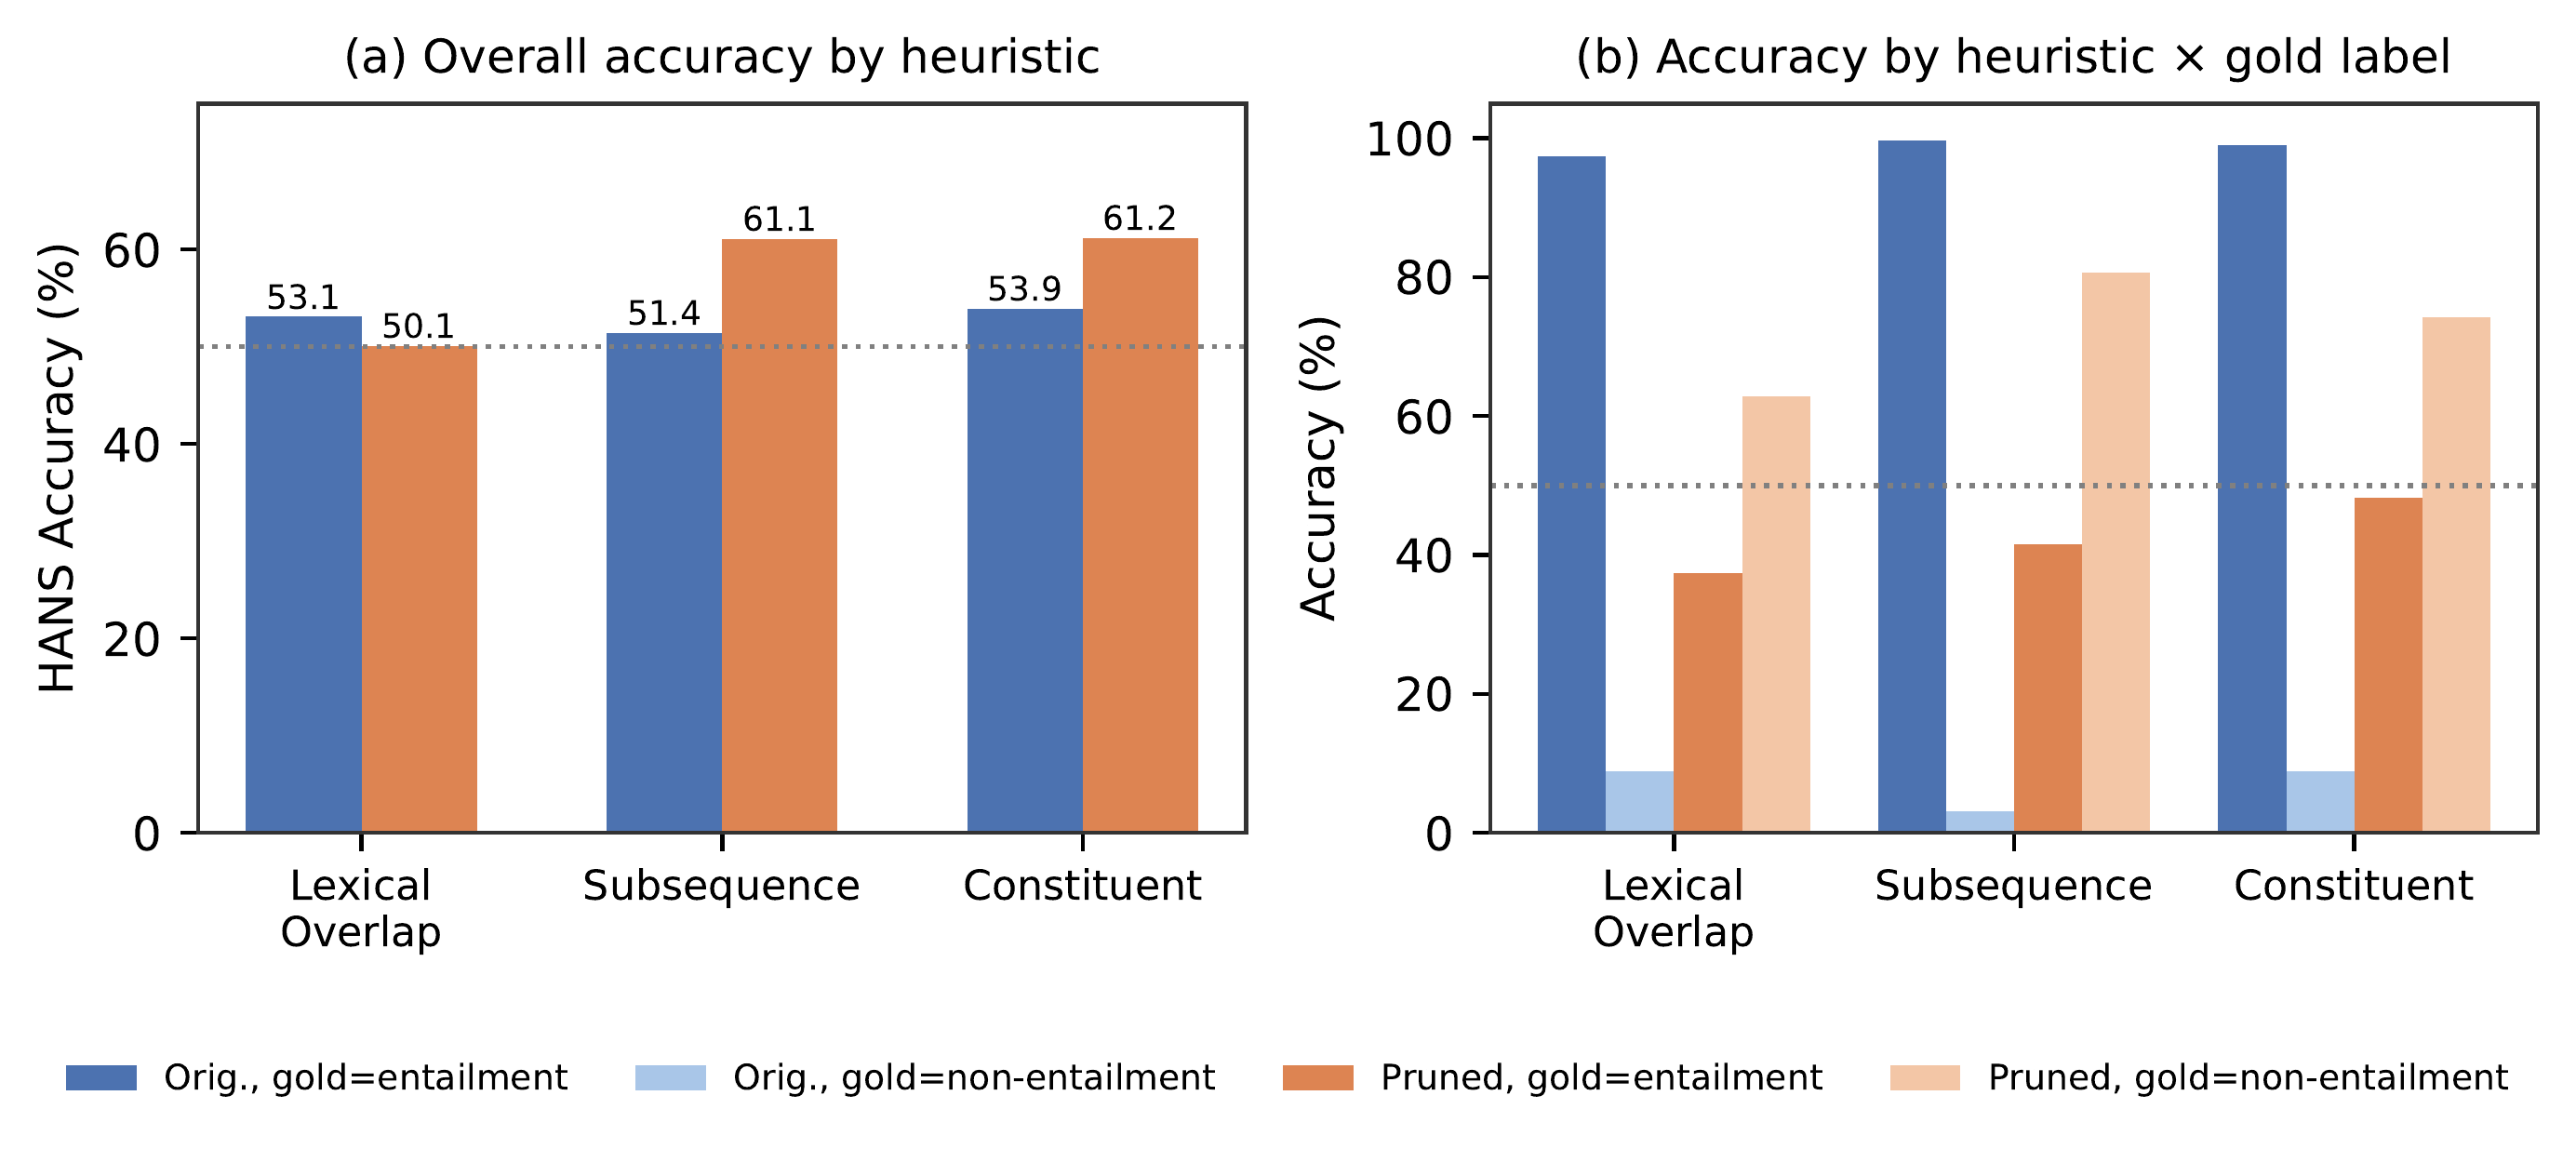 (a) Overall accuracy by heuristic
HANS Accuracy (%)
60
40
20
0
53.1
50.1
51.4
61.1
53.9
61.2
Lexical
Overlap
Subsequence
Constituent
(b) Accuracy by heuristic × gold label
Accuracy (%)
100
80
60
40
20
0
Lexical
Overlap
Subsequence
Constituent
Orig., gold=entailment
Orig., gold=non-entailment
Pruned, gold=entailment
Pruned, gold=non-entailment